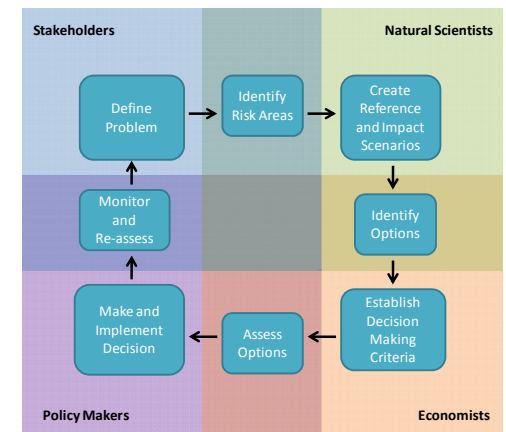 Stakeholders
Natural Scientists
Define
Problem
Identify
Risk Areas
Create
Reference
and Impact
Scenarios
Monitor
and
Re-assess
Identify
Options
Make and
Implement
Decision
Assess
Options
Establish
Decision
Making
Criteria
Policy Makers
Economists